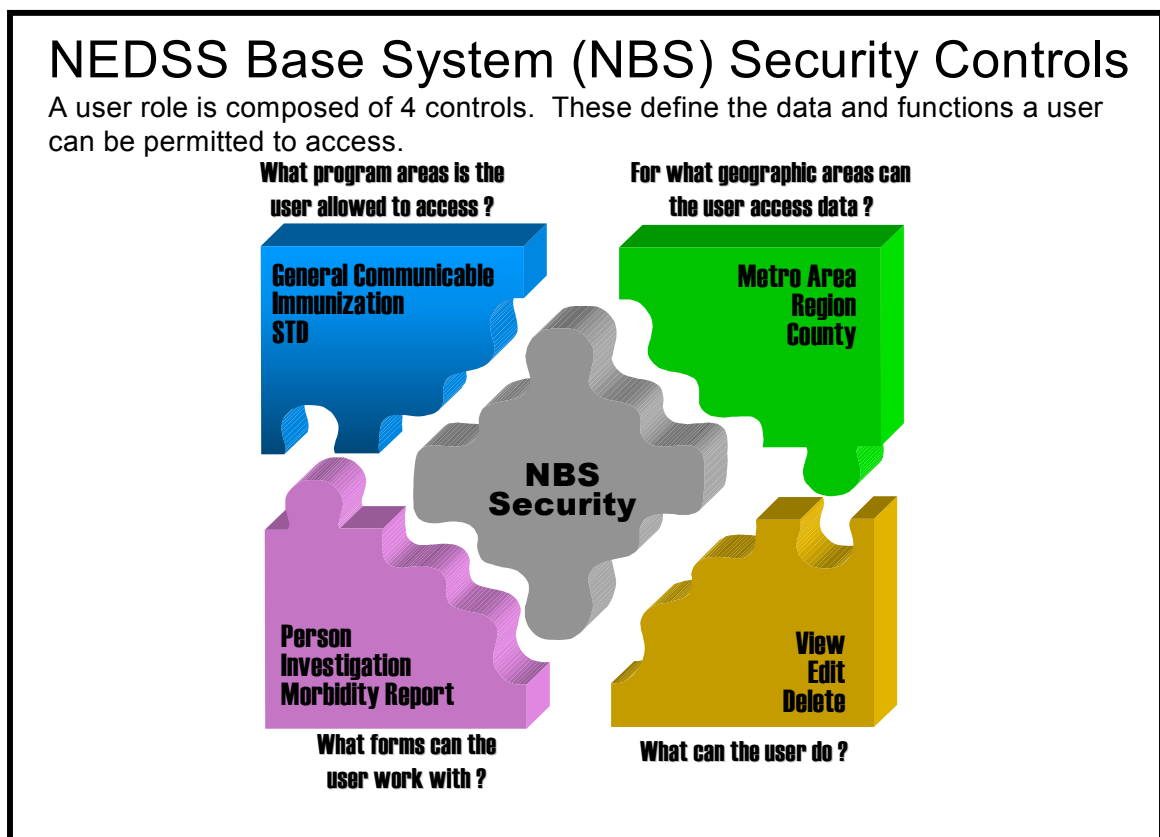 NEDSS Base System (NBS) Security Controls
A user role is composed of 4 controls.  These define the data and functions a user
can be permitted to access.
What program areas is the
user allowed to access ?
General Communicable
Immunization
STD
For what geographic areas can
the user access data ?
Metro Area
Region
County
NBS
Security
Person
Investigation
Morbidity Report
What forms can the
user work with ?
View
Edit
Delete
What can the user do ?